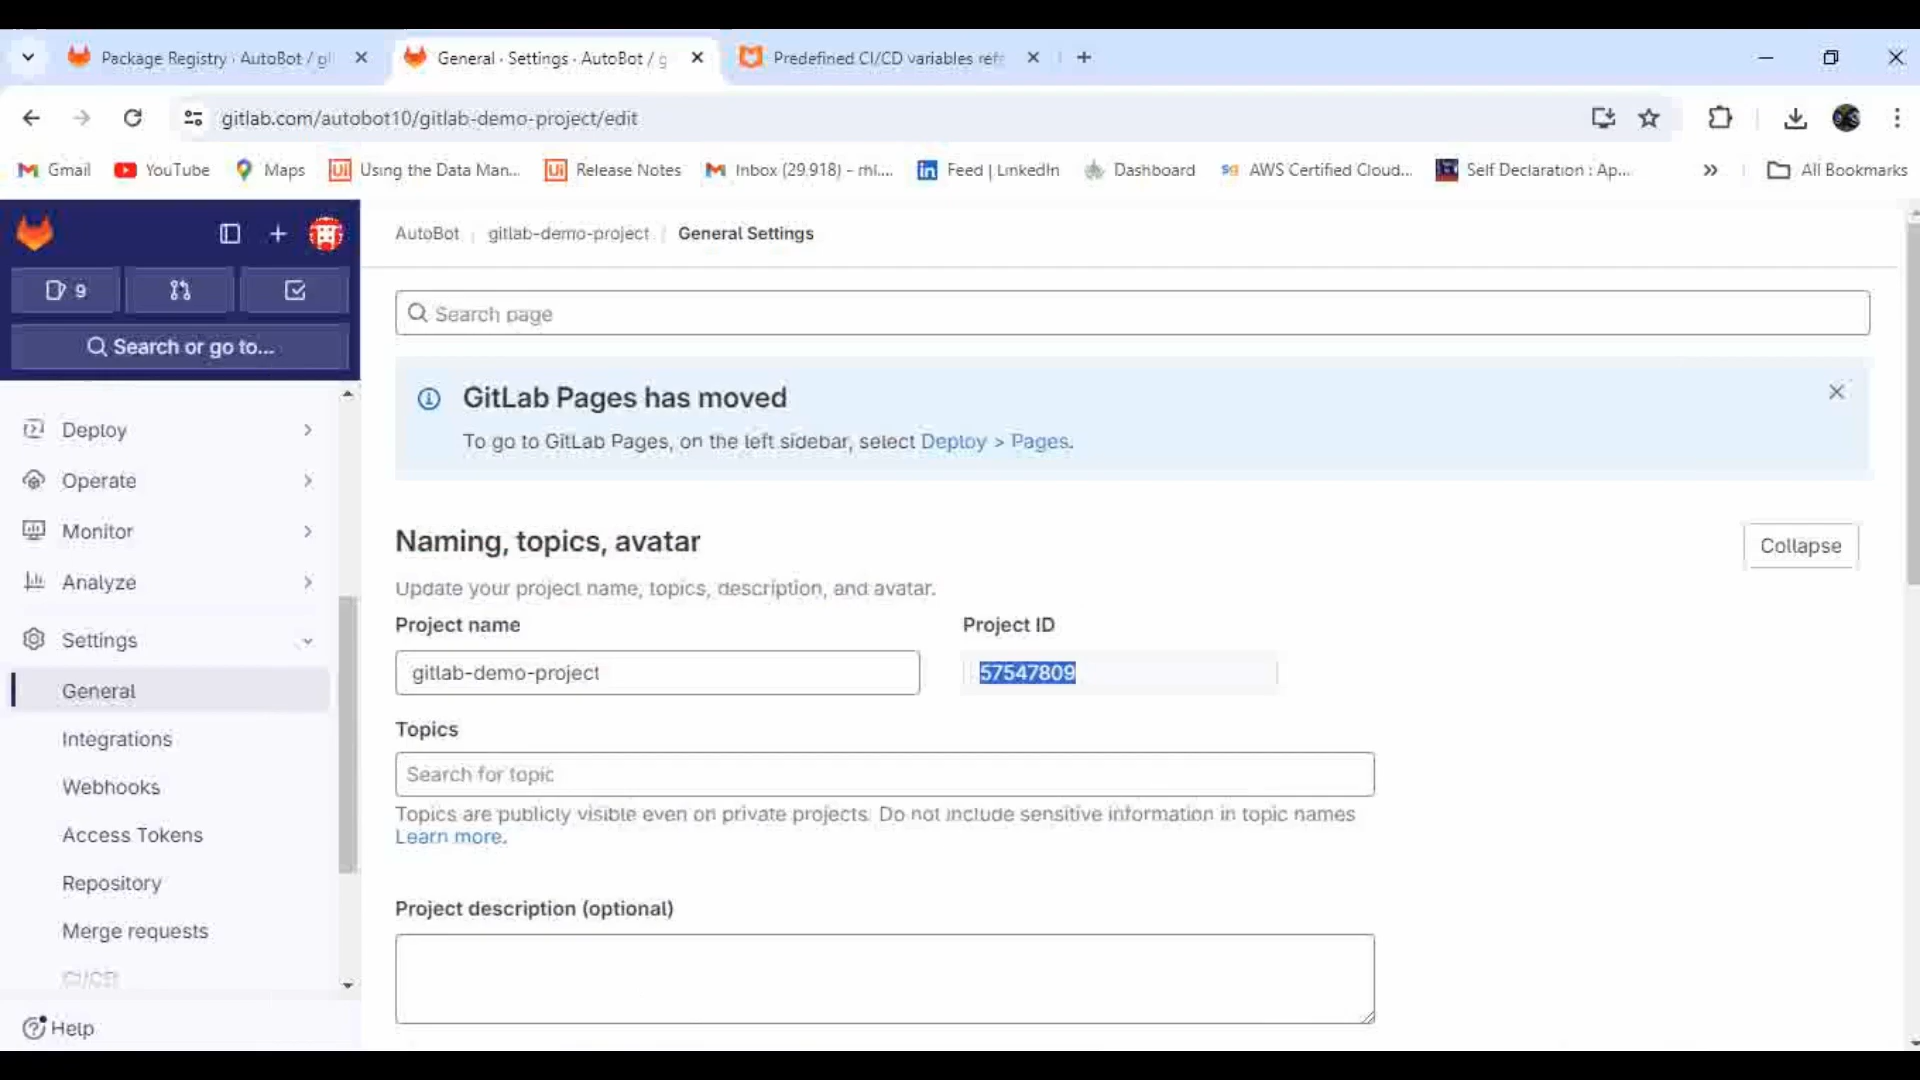 Package Registry · AutoBot / gi
General · Settings · AutoBot / g
Predefined CI/CD variables refe
gitlab.com/autobot10/gitlab-demo-project/edit
Gmail
YouTube
Maps
Using the Data Man...
Release Notes
Inbox (29,918) - mi....
Feed | LinkedIn
Dashboard
AWS Certified Cloud...
Self Declaration : Ap...
All Bookmarks
9
Search or go to...
Deploy
Operate
Monitor
Analyze
Settings
General
Integrations
Webhooks
Access Tokens
Repository
Merge requests
CI/CD
Help
AutoBot
gitlab-demo-project
General Settings
Search page
GitLab Pages has moved
To go to GitLab Pages, on the left sidebar, select Deploy > Pages.
Naming, topics, avatar
Collapse
Update your project name, topics, description, and avatar.
Project name
Project ID
gitlab-demo-project
57547809
Topics
Search for topic
Topics are publicly visible even on private projects. Do not include sensitive information in topic names
Learn more.
Project description (optional)